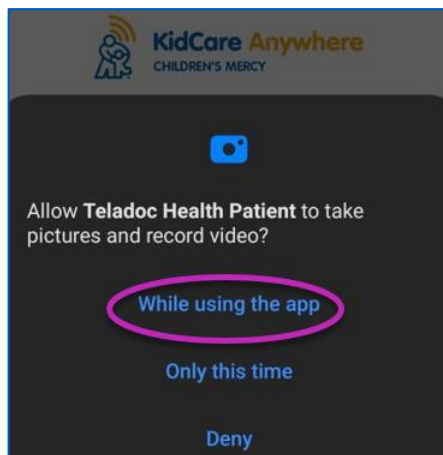 KidCare Anywhere
CHILDREN'S MERCY
Allow Teladoc Health Patient to take
pictures and record video?
While using the app
Only this time
Deny